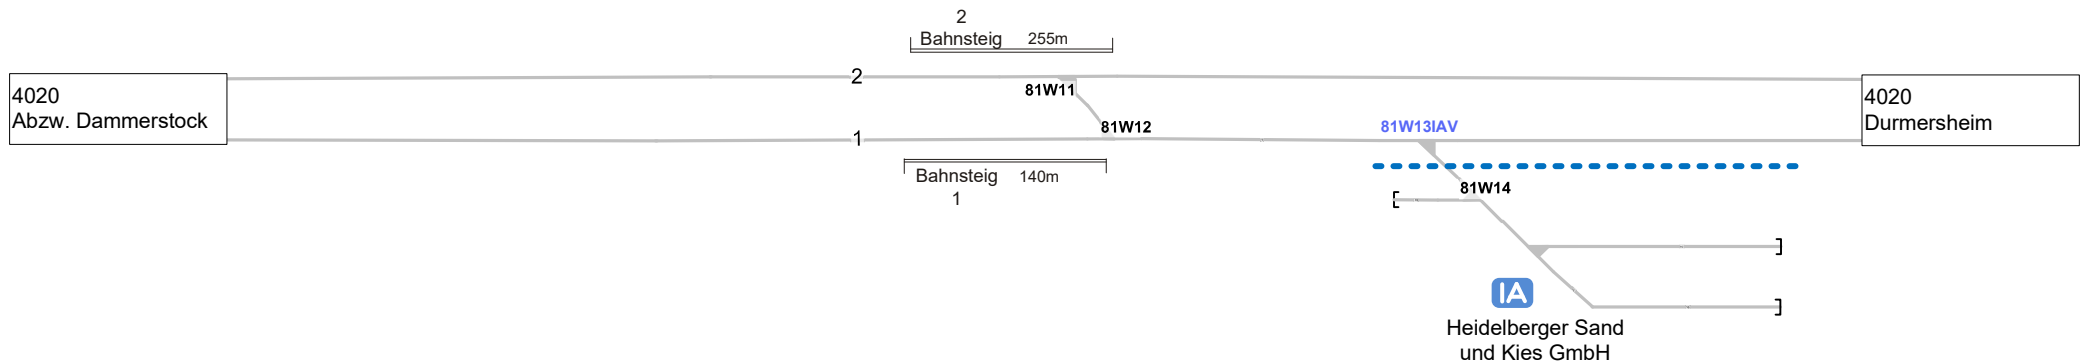 2
Bahnsteig 255m
4020
Abzw. Dammerstock
2
81W11
81W12
1
81W13IAV
4020
Durmersheim
Bahnsteig 140m
1
81W14
IA
Heidelberger Sand
und Kies GmbH